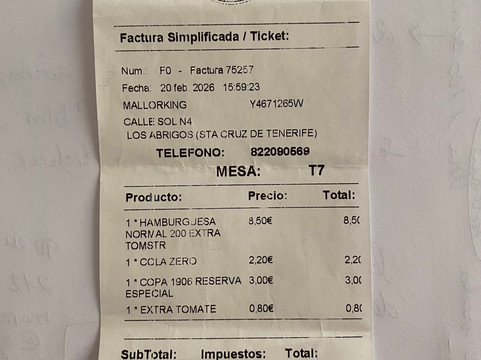 Factura Simplificada / Ticket:
Num.: F0 - Factura 75257
Fecha: 20 feb. 2026 15:59:23
MALLORKING Y4671265W
CALLE SOL N4
LOS ABRIGOS (STA CRUZ DE TENERIFE)
TELEFONO: 822090569
MESA: T7
Producto: Precio: Total:
1 * HAMBURGUESA 8,50€ 8,50
NORMAL 200 EXTRA
TOMSTR
1 * COLA ZERO 2,20€ 2,20
1 * COPA 1906 RESERVA 3,00€ 3,00
ESPECIAL
1 * EXTRA TOMATE 0,80€ 0,80
SubTotal: Impuestos: Total: